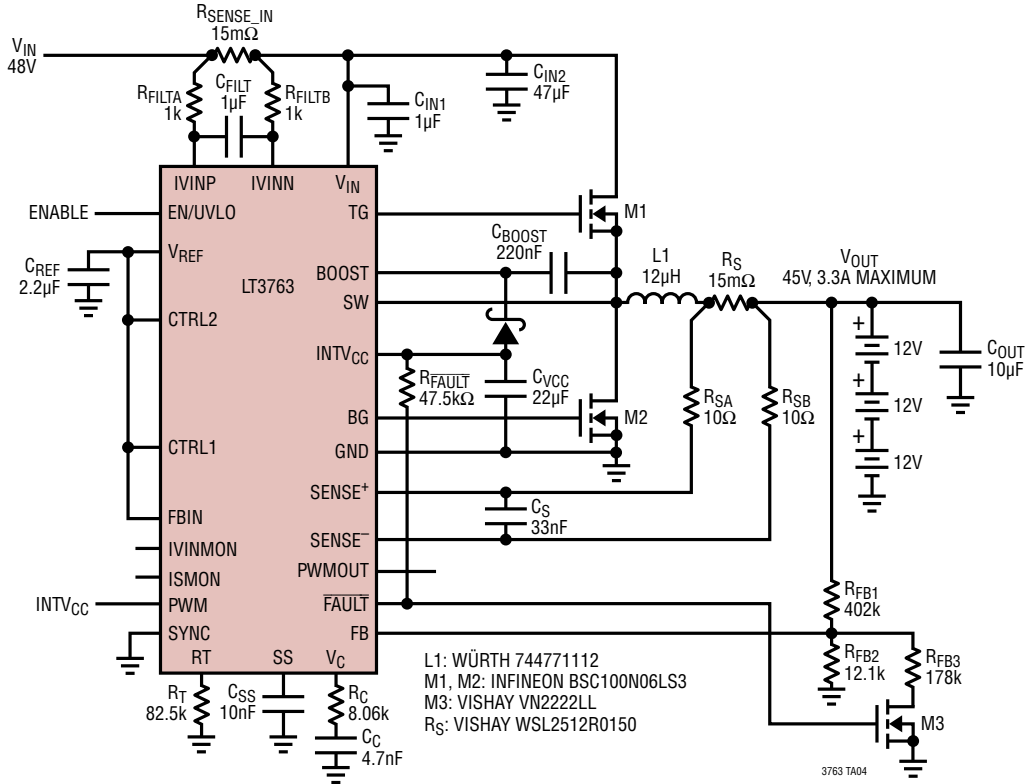 RSENSE_IN
15mΩ
VIN
48V
RFILTA
1k
CFILT
1µF
RFILTB
1k
CIN1
1µF
CIN2
47µF
IVINP
IVINN
VIN
ENABLE
EN/UVLO
TG
M1
VREF
CREF
2.2µF
LT3763
BOOST
CBOOST
220nF
L1
12µH
RS
15mΩ
VOUT
45V, 3.3A MAXIMUM
SW
CTRL2
INTVCC
RFAULT
47.5kΩ
CVCC
22µF
+
12V
+
12V
+
12V
COUT
10µF
BG
M2
RSA
10Ω
RSB
10Ω
CTRL1
GND
SENSE+
CS
33nF
FBIN
SENSE–
IVINMON
PWMOUT
ISMON
INTVCC
PWM
FAULT
RFB1
402k
SYNC
FB
RT
SS
VC
RFB2
12.1k
RFB3
178k
RT
82.5k
CSS
10nF
RC
8.06k
CC
4.7nF
L1: WÜRTH 744771112
M1, M2: INFINEON BSC100N06LS3
M3: VISHAY VN2222LL
RS: VISHAY WSL2512R0150
M3
3763 TA04